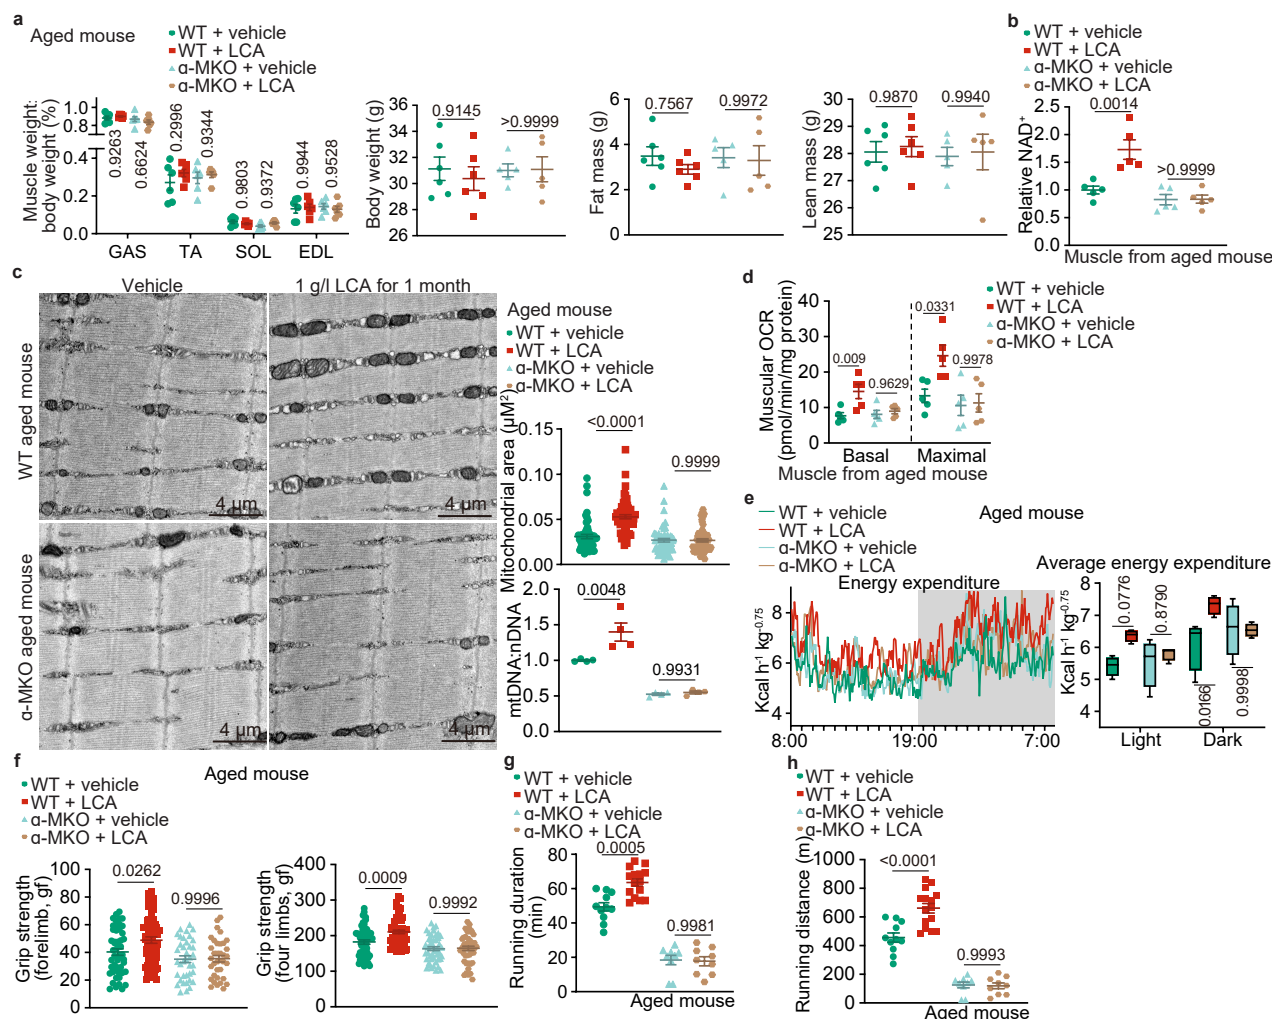 a
Aged mouse
WT + vehicle
WT + LCA
α-MKO + vehicle
α-MKO + LCA
Muscle weight:
body weight (%)
1.0
0.8
0.4
0.2
0.0
0.9263
0.6624
0.2996
0.9344
0.9803
0.9372
0.9944
0.9528
GAS
TA
SOL
EDL
Body weight (g)
36
34
32
30
28
26
0.9145
>0.9999
Fat mass (g)
6
4
2
0
0.7567
0.9972
Lean mass (g)
31
29
27
25
0.9870
0.9940
b
WT + vehicle
WT + LCA
α-MKO + vehicle
α-MKO + LCA
Relative NAD+
2.5
2.0
1.5
1.0
0.5
0.0
0.0014
>0.9999
Muscle from aged mouse
c
Vehicle
1 g/l LCA for 1 month
WT aged mouse
α-MKO aged mouse
4 μm
4 μm
4 μm
4 μm
Aged mouse
WT + vehicle
WT + LCA
α-MKO + vehicle
α-MKO + LCA
Mitochondrial area (μM2)
0.15
0.10
0.05
0.00
<0.0001
0.9999
mtDNA:nDNA
2.0
1.5
1.0
0.5
0.0
0.0048
0.9931
d
WT + vehicle
WT + LCA
α-MKO + vehicle
α-MKO + LCA
Muscular OCR
(pmol/min/mg protein)
40
30
20
10
0
0.009
0.9629
0.0331
0.9978
Basal
Maximal
Muscle from aged mouse
e
WT + vehicle
WT + LCA
α-MKO + vehicle
α-MKO + LCA
Aged mouse
Energy expenditure
Kcal h-1 kg-0.75
8
7
6
5
4
8:00
19:00
7:00
Average energy expenditure
Kcal h-1 kg-0.75
8
7
6
5
4
0.0776
0.8790
0.0166
0.9998
Light
Dark
f
Aged mouse
WT + vehicle
WT + LCA
α-MKO + vehicle
α-MKO + LCA
Grip strength
(forelimb, gf)
100
80
60
40
20
0
0.0262
0.9996
Grip strength
(four limbs, gf)
400
300
200
100
0
0.0009
0.9992
g
WT + vehicle
WT + LCA
α-MKO + vehicle
α-MKO + LCA
Running duration
(min)
80
60
40
20
0
0.0005
0.9981
Aged mouse
h
WT + vehicle
WT + LCA
α-MKO + vehicle
α-MKO + LCA
Running distance (m)
1000
800
600
400
200
0
<0.0001
0.9993
Aged mouse